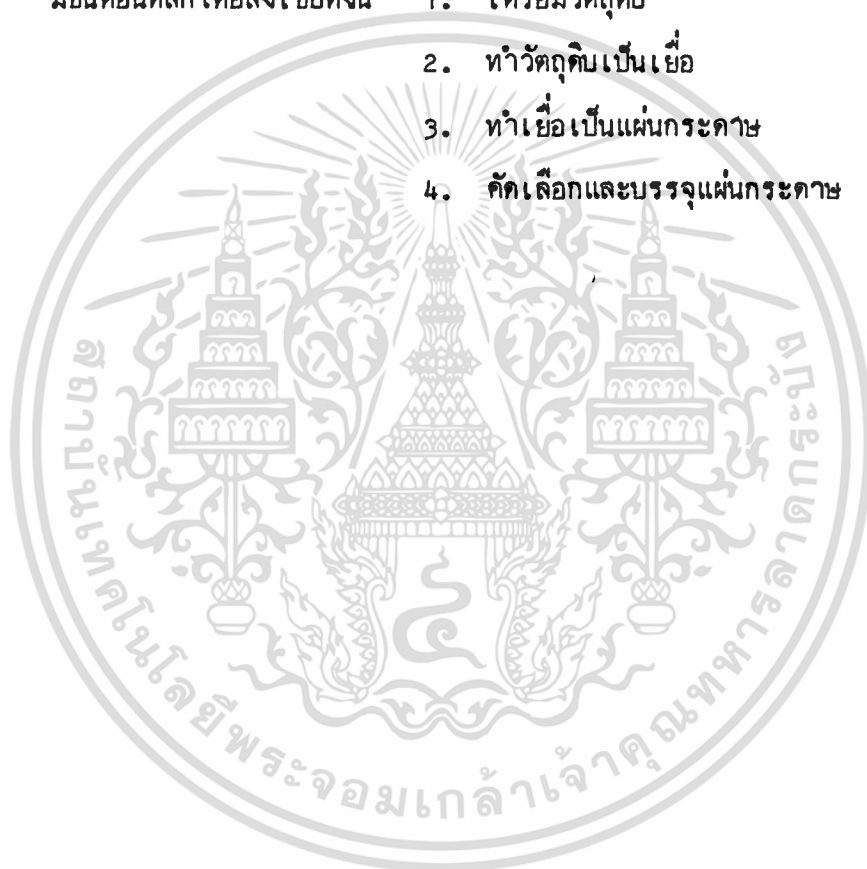 2. ทำวัตถุดิบเป็นเยื่อ
3. ทำเยื่อเป็นแผ่นกระดาษ
4. คัดเลือกและบรรจุแผ่นกระดาษ
สถาบันเทคโนโลยีพระจอมเกล้าเจ้าคุณทหารลาดกระบัง